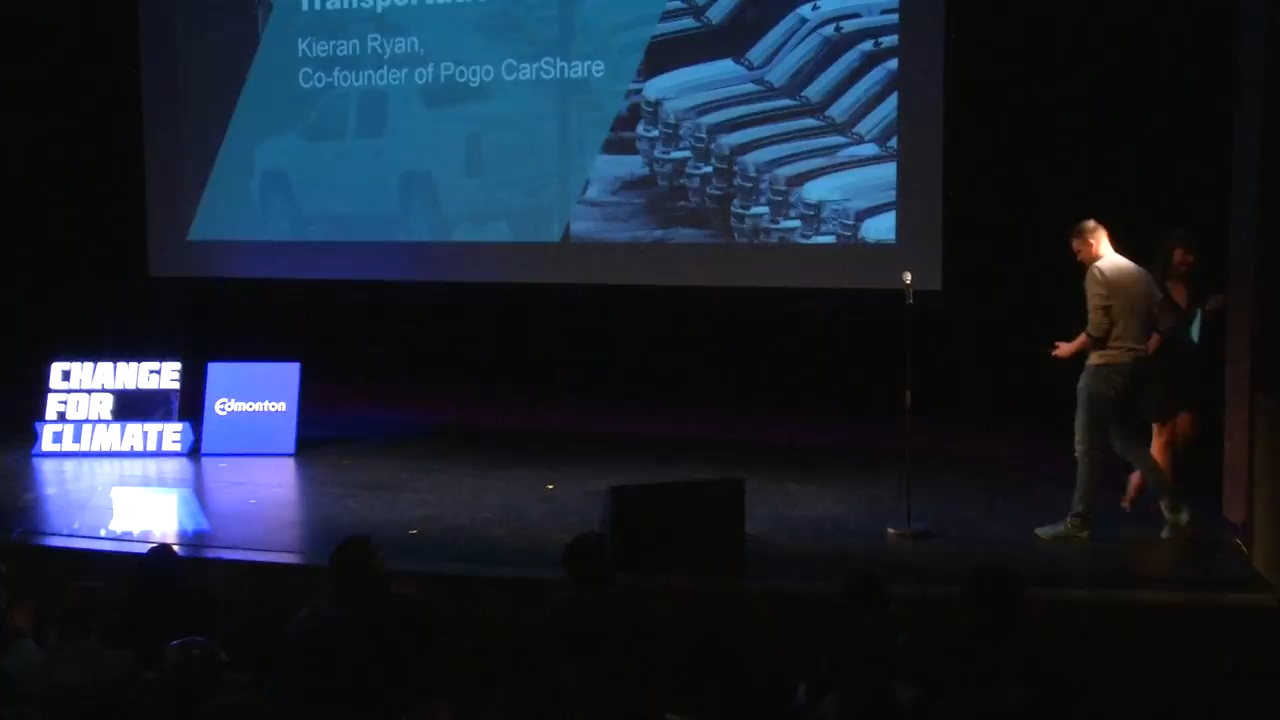 Kieran Ryan,
Co-founder of Pogo CarShare
CHANGE
FOR
CLIMATE
Edmonton